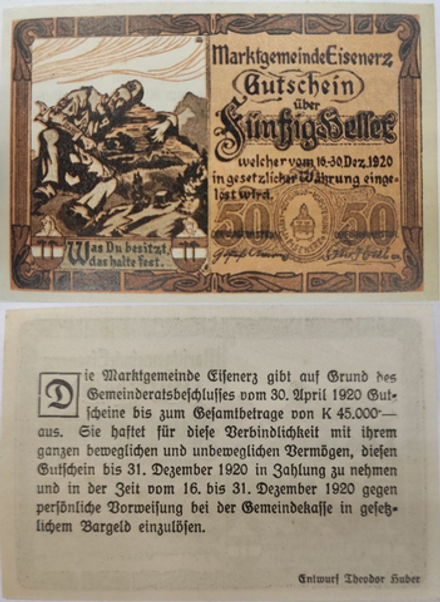 Marktgemeinde Eisenerz
Gutschein
über
Fünfzig Heller
welcher vom 16.-30. Dez. 1920
in gesetzlicher Währung einge-
löst wird.
50 50
Was Du besitzt,
das halte fest.
Die Marktgemeinde Eisenerz gibt auf Grund des
Gemeinderatsbeschlusses vom 30. April 1920 Gut-
scheine bis zum Gesamtbetrage von K 45.000·—
aus. Sie haftet für diese Verbindlichkeit mit ihrem
ganzen beweglichen und unbeweglichen Vermögen, diesen
Gutschein bis 31. Dezember 1920 in Zahlung zu nehmen
und in der Zeit vom 16. bis 31. Dezember 1920 gegen
persönliche Vorweisung bei der Gemeindekasse in gesetz-
lichem Bargeld einzulösen.
Entwurf Theodor Huber